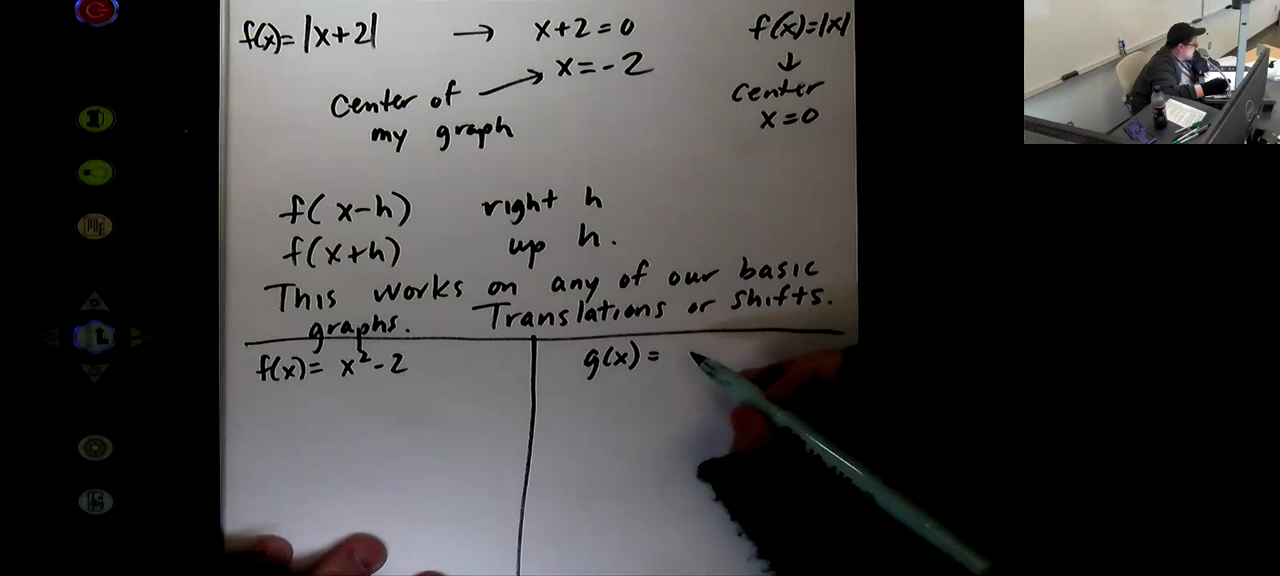 f(x)= |x+2| → x+2=0 f(x)=|x|
x=-2 ↓
center of → center
my graph x=0
f(x-h) right h
f(x+h) up h.
This works on any of our basic
graphs. Translations or shifts.
f(x)= x²-2 g(x)=